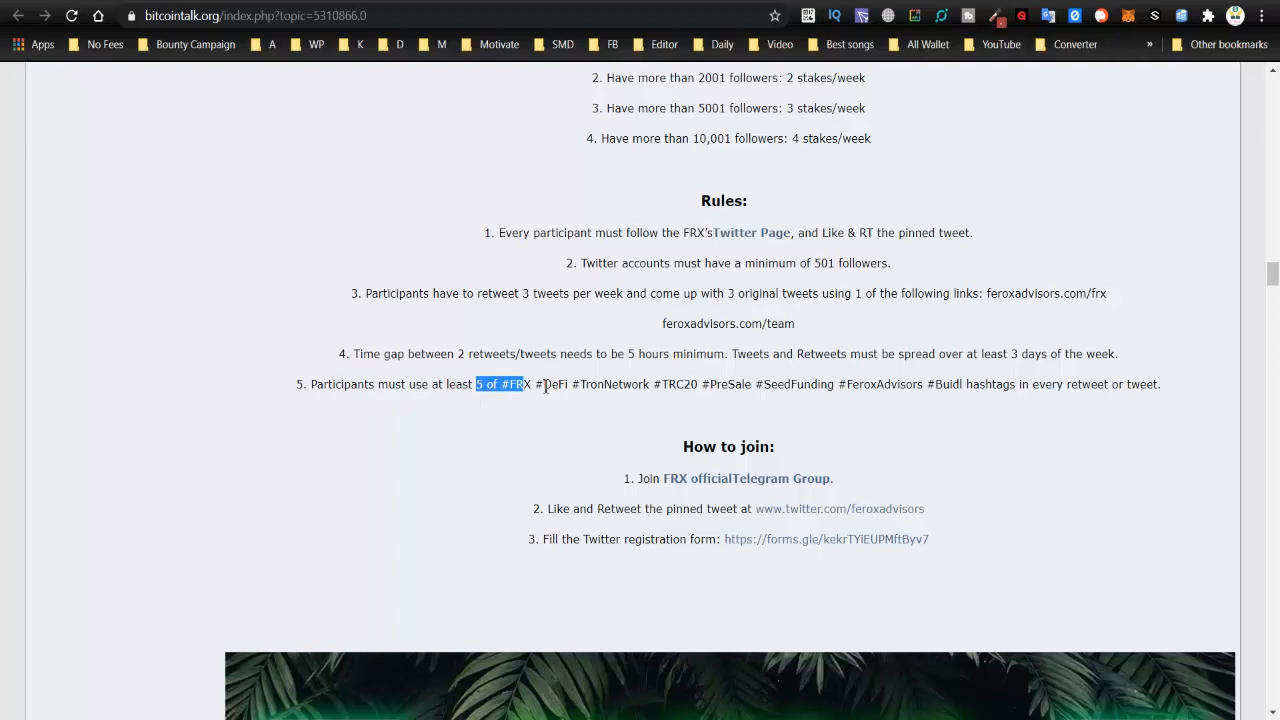 bitcointalk.org/index.php?topic=5310866.0
Apps No Fees Bounty Campaign A WP K D M Motivate SMD FB Editor Daily Video Best songs All Wallet YouTube Converter » Other bookmarks
2. Have more than 2001 followers: 2 stakes/week
3. Have more than 5001 followers: 3 stakes/week
4. Have more than 10,001 followers: 4 stakes/week
Rules:
1. Every participant must follow the FRX’sTwitter Page, and Like & RT the pinned tweet.
2. Twitter accounts must have a minimum of 501 followers.
3. Participants have to retweet 3 tweets per week and come up with 3 original tweets using 1 of the following links: feroxadvisors.com/frx
feroxadvisors.com/team
4. Time gap between 2 retweets/tweets needs to be 5 hours minimum. Tweets and Retweets must be spread over at least 3 days of the week.
5. Participants must use at least 5 of #FRX #DeFi #TronNetwork #TRC20 #PreSale #SeedFunding #FeroxAdvisors #Buidl hashtags in every retweet or tweet.
How to join:
1. Join FRX officialTelegram Group.
2. Like and Retweet the pinned tweet at www.twitter.com/feroxadvisors
3. Fill the Twitter registration form: https://forms.gle/kekrTYiEUPMftByv7